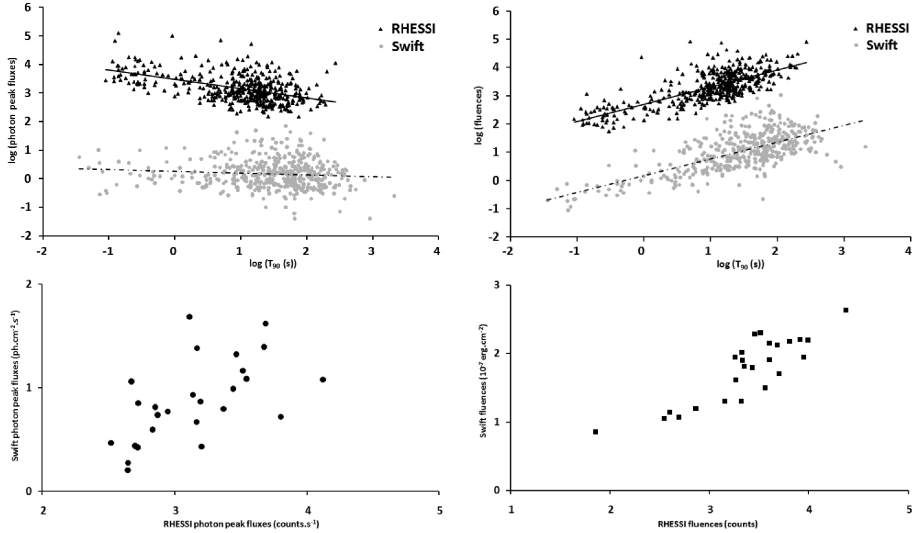 6
5
4
3
2
1
0
-1
-2
log (photon peak fluxes)
RHESSI
Swift
-2 -1 0 1 2 3 4
log (T90 (s))
6
5
4
3
2
1
0
-1
-2
log (fluences)
RHESSI
Swift
-2 -1 0 1 2 3 4
log (T90 (s))
2
1
0
Swift photon peak fluxes (ph.cm-2.s-1)
2 3 4 5
RHESSI photon peak fluxes (counts.s-1)
3
2
1
0
Swift fluences (10-7 erg.cm-2)
1 2 3 4 5
RHESSI fluences (counts)